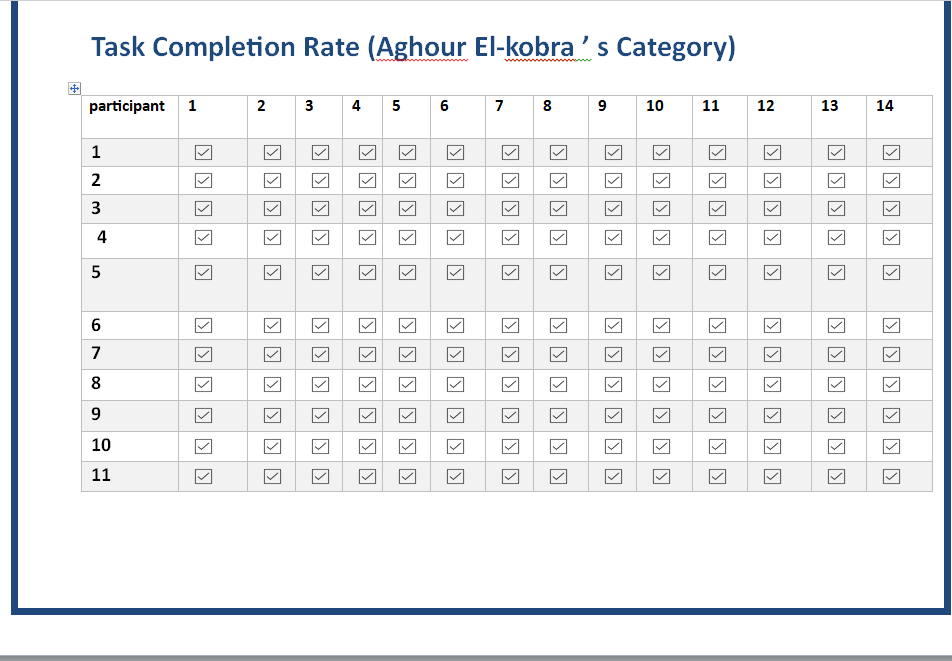 Task Completion Rate (Aghour El-kobra ’ s Category)
participant 1 2 3 4 5 6 7 8 9 10 11 12 13 14
1 ☑ ☑ ☑ ☑ ☑ ☑ ☑ ☑ ☑ ☑ ☑ ☑ ☑ ☑
2 ☑ ☑ ☑ ☑ ☑ ☑ ☑ ☑ ☑ ☑ ☑ ☑ ☑ ☑
3 ☑ ☑ ☑ ☑ ☑ ☑ ☑ ☑ ☑ ☑ ☑ ☑ ☑ ☑
4 ☑ ☑ ☑ ☑ ☑ ☑ ☑ ☑ ☑ ☑ ☑ ☑ ☑ ☑
5 ☑ ☑ ☑ ☑ ☑ ☑ ☑ ☑ ☑ ☑ ☑ ☑ ☑ ☑
6 ☑ ☑ ☑ ☑ ☑ ☑ ☑ ☑ ☑ ☑ ☑ ☑ ☑ ☑
7 ☑ ☑ ☑ ☑ ☑ ☑ ☑ ☑ ☑ ☑ ☑ ☑ ☑ ☑
8 ☑ ☑ ☑ ☑ ☑ ☑ ☑ ☑ ☑ ☑ ☑ ☑ ☑ ☑
9 ☑ ☑ ☑ ☑ ☑ ☑ ☑ ☑ ☑ ☑ ☑ ☑ ☑ ☑
10 ☑ ☑ ☑ ☑ ☑ ☑ ☑ ☑ ☑ ☑ ☑ ☑ ☑ ☑
11 ☑ ☑ ☑ ☑ ☑ ☑ ☑ ☑ ☑ ☑ ☑ ☑ ☑ ☑